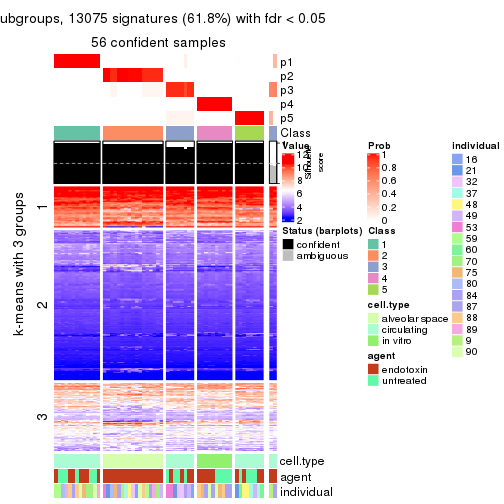 ubgroups, 13075 signatures (61.8%) with fdr < 0.05
56 confident samples
p1
p2
p3
p4
p5
Class
1
2
3
k-means with 3 groups
cell.type
agent
individual
Silhouette
score
Value
12
10
8
6
4
2
Status (barplots)
confident
ambiguous
Prob
1
0.8
0.6
0.4
0.2
0
Class
1
2
3
4
5
cell.type
alveolar space
circulating
in vitro
agent
endotoxin
untreated
individual
16
21
32
37
48
49
53
59
60
70
75
80
84
87
88
89
9
90